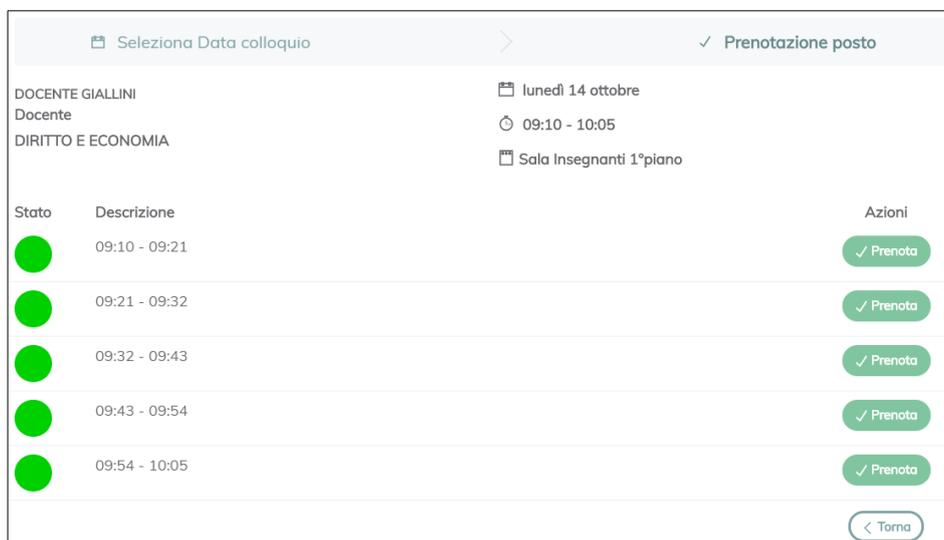 Seleziona Data colloquio
Prenotazione posto
DOCENTE GIALLINI
Docente
DIRITTO E ECONOMIA
lunedì 14 ottobre
09:10 - 10:05
Sala Insegnanti 1°piano
Stato Descrizione Azioni
09:10 - 09:21 Prenota
09:21 - 09:32 Prenota
09:32 - 09:43 Prenota
09:43 - 09:54 Prenota
09:54 - 10:05 Prenota
Torna